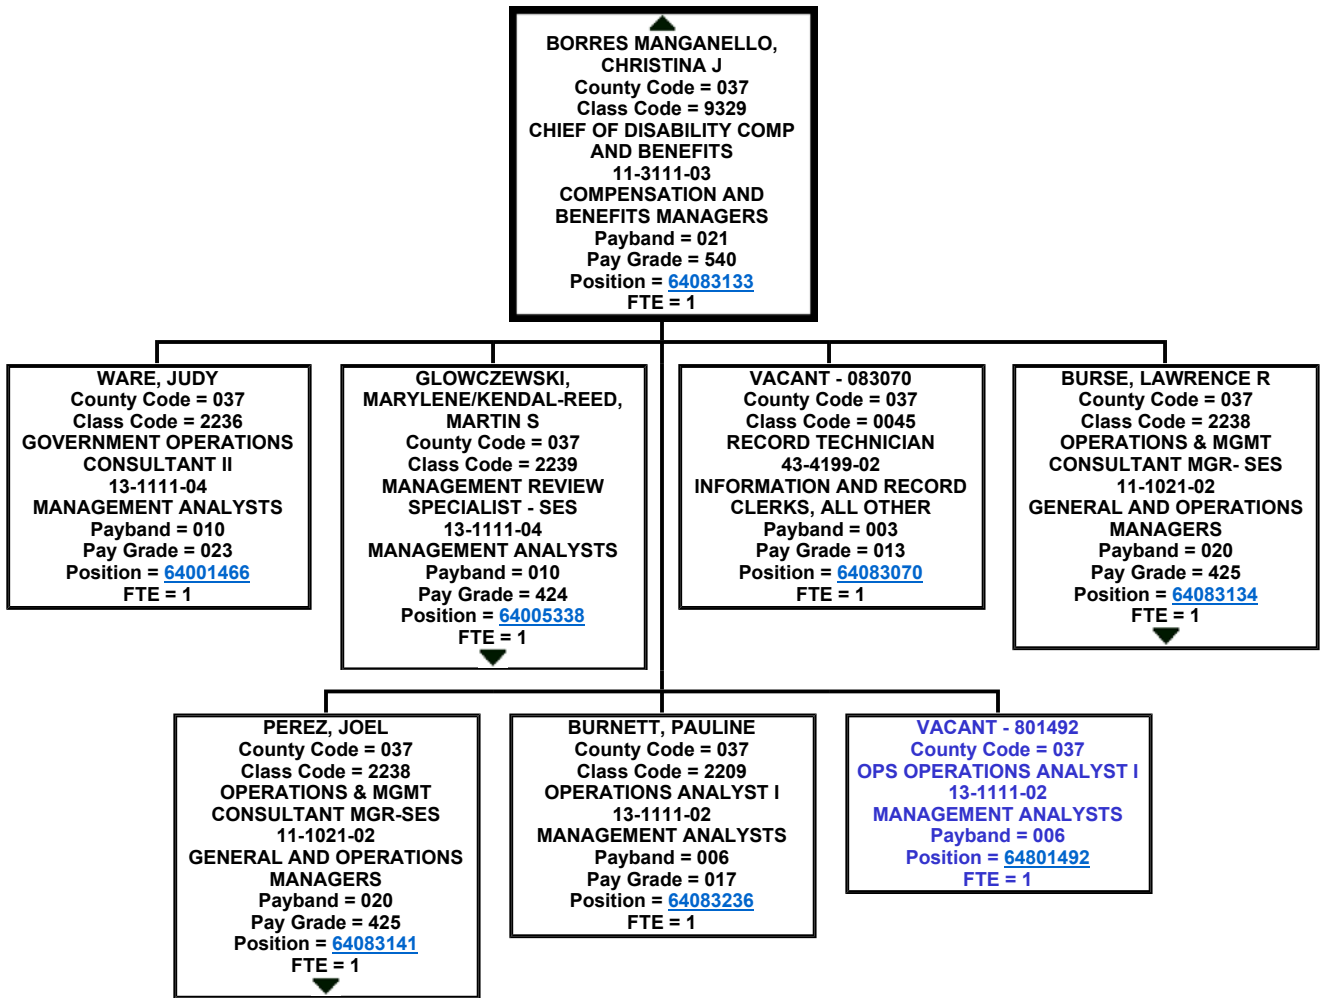 BORRES MANGANELLO,
CHRISTINA J
County Code = 037
Class Code = 9329
CHIEF OF DISABILITY COMP
AND BENEFITS
11-3111-03
COMPENSATION AND
BENEFITS MANAGERS
Payband = 021
Pay Grade = 540
Position = 64083133
FTE = 1
WARE, JUDY
County Code = 037
Class Code = 2236
GOVERNMENT OPERATIONS
CONSULTANT II
13-1111-04
MANAGEMENT ANALYSTS
Payband = 010
Pay Grade = 023
Position = 64001466
FTE = 1
GLOWCZEWSKI,
MARYLENE/KENDAL-REED,
MARTIN S
County Code = 037
Class Code = 2239
MANAGEMENT REVIEW
SPECIALIST - SES
13-1111-04
MANAGEMENT ANALYSTS
Payband = 010
Pay Grade = 424
Position = 64005338
FTE = 1
VACANT - 083070
County Code = 037
Class Code = 0045
RECORD TECHNICIAN
43-4199-02
INFORMATION AND RECORD
CLERKS, ALL OTHER
Payband = 003
Pay Grade = 013
Position = 64083070
FTE = 1
BURSE, LAWRENCE R
County Code = 037
Class Code = 2238
OPERATIONS & MGMT
CONSULTANT MGR- SES
11-1021-02
GENERAL AND OPERATIONS
MANAGERS
Payband = 020
Pay Grade = 425
Position = 64083134
FTE = 1
PEREZ, JOEL
County Code = 037
Class Code = 2238
OPERATIONS & MGMT
CONSULTANT MGR-SES
11-1021-02
GENERAL AND OPERATIONS
MANAGERS
Payband = 020
Pay Grade = 425
Position = 64083141
FTE = 1
BURNETT, PAULINE
County Code = 037
Class Code = 2209
OPERATIONS ANALYST I
13-1111-02
MANAGEMENT ANALYSTS
Payband = 006
Pay Grade = 017
Position = 64083236
FTE = 1
VACANT - 801492
County Code = 037
OPS OPERATIONS ANALYST I
13-1111-02
MANAGEMENT ANALYSTS
Payband = 006
Position = 64801492
FTE = 1